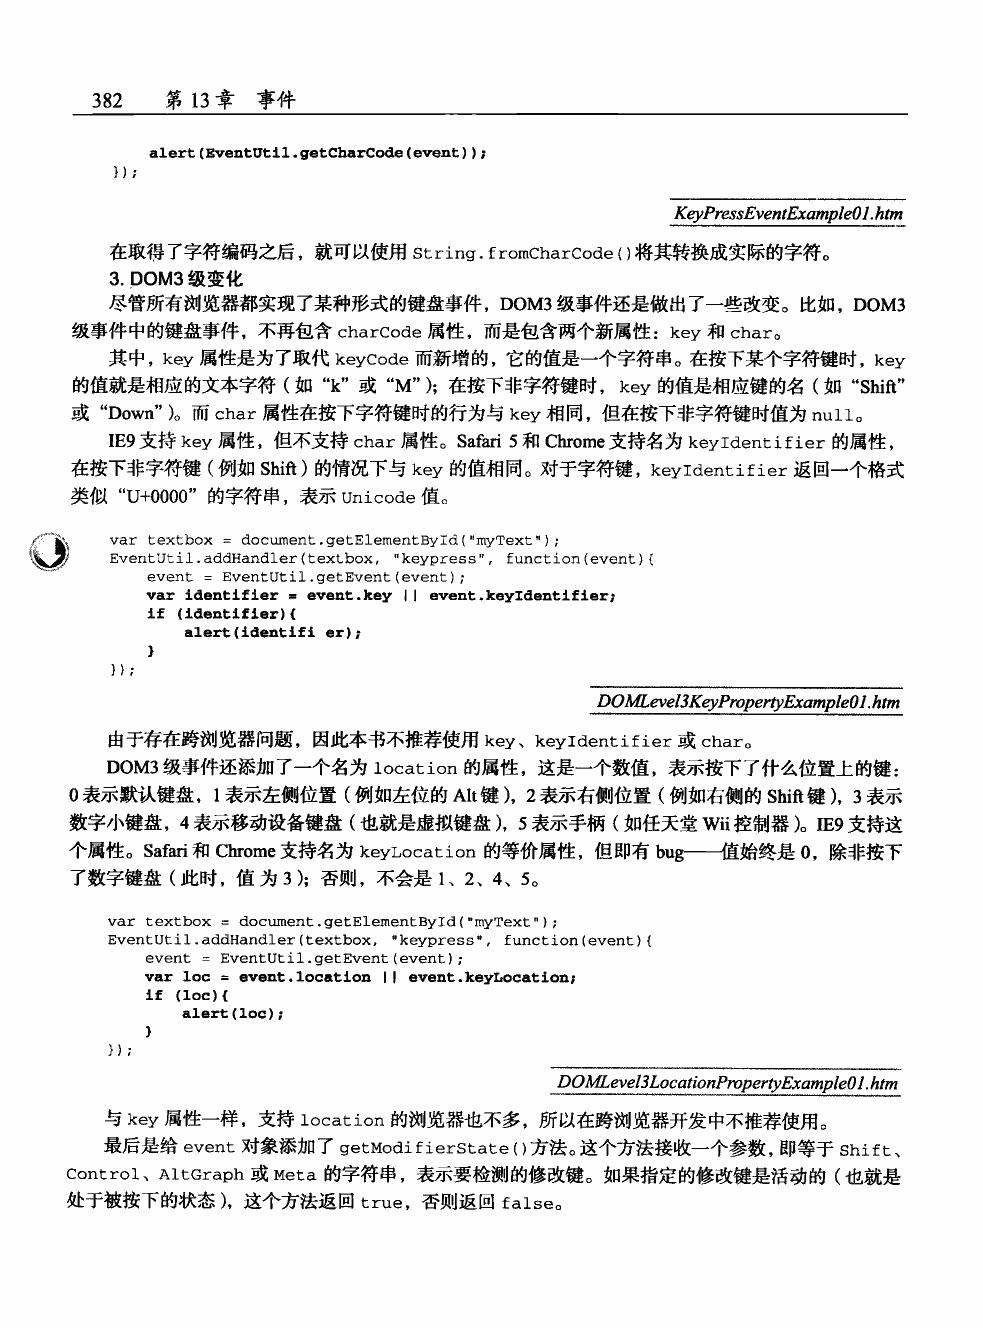 382 第 13 章 事件
alert(EventUtil.getCharCode(event));
});
KeyPressEventExample01.htm
在取得了字符编码之后，就可以使用 String.fromCharCode()将其转换成实际的字符。
3. DOM3 级变化
尽管所有浏览器都实现了某种形式的键盘事件，DOM3 级事件还是做出了一些改变。比如，DOM3
级事件中的键盘事件，不再包含 charCode 属性，而是包含两个新属性：key 和 char。
其中，key 属性是为了取代 keyCode 而新增的，它的值是一个字符串。在按下某个字符键时，key
的值就是相应的文本字符（如“k”或“M”）；在按下非字符键时， key 的值是相应键的名（如“Shift”
或“Down”）。而 char 属性在按下字符键时的行为与 key 相同，但在按下非字符键时值为 null。
IE9 支持 key 属性，但不支持 char 属性。Safari 5 和 Chrome 支持名为 keyIdentifier 的属性，
在按下非字符键（例如 Shift）的情况下与 key 的值相同。对于字符键，keyIdentifier 返回一个格式
类似“U+0000”的字符串，表示 Unicode 值。
var textbox = document.getElementById("myText");
EventUtil.addHandler(textbox, "keypress", function(event){
event = EventUtil.getEvent(event);
var identifier = event.key || event.keyIdentifier;
if (identifier){
alert(identifi er);
}
});
DOMLevel3KeyPropertyExample01.htm
由于存在跨浏览器问题，因此本书不推荐使用 key、keyIdentifier 或 char。
DOM3 级事件还添加了一个名为 location 的属性，这是一个数值，表示按下了什么位置上的键：
0 表示默认键盘，1 表示左侧位置（例如左位的 Alt 键），2 表示右侧位置（例如右侧的 Shift 键），3 表示
数字小键盘，4 表示移动设备键盘（也就是虚拟键盘），5 表示手柄（如任天堂 Wii 控制器）。IE9 支持这
个属性。Safari 和 Chrome 支持名为 keyLocation 的等价属性，但即有 bug——值始终是 0，除非按下
了数字键盘（此时，值 为 3）；否则，不会是 1、2、4、5。
var textbox = document.getElementById("myText");
EventUtil.addHandler(textbox, "keypress", function(event){
event = EventUtil.getEvent(event);
var loc = event.location || event.keyLocation;
if (loc){
alert(loc);
}
});
DOMLevel3LocationPropertyExample01.htm
与 key 属性一样，支持 location 的浏览器也不多，所以在跨浏览器开发中不推荐使用。
最后是给 event 对象添加了 getModifierState()方法。这个方法接收一个参数，即等于 Shift、
Control、AltGraph 或 Meta 的字符串，表示要检测的修改键。如果指定的修改键是活动的（也就是
处于被按下的状态），这个方法返回 true，否则返回 false。